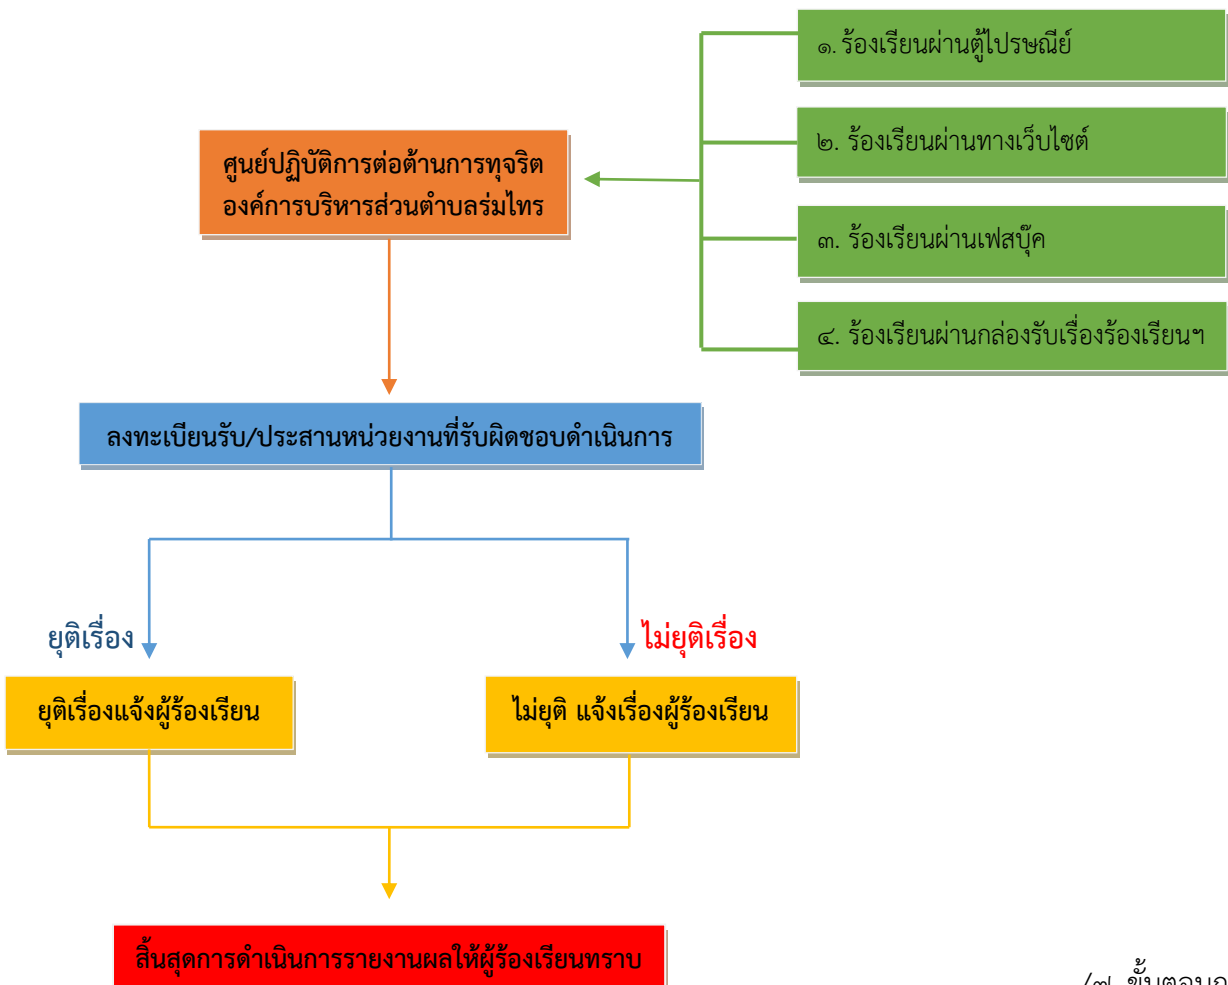 ๑. ร้องเรียนผ่านตู้ไปรษณีย์
๒. ร้องเรียนผ่านทางเว็บไซต์
ศูนย์ปฏิบัติการต่อต้านการทุจริต
องค์การบริหารส่วนตำบลร่มไทร
๓. ร้องเรียนผ่านเฟสบุ๊ค
๔. ร้องเรียนผ่านกล่องรับเรื่องร้องเรียนฯ
ลงทะเบียนรับ/ประสานหน่วยงานที่รับผิดชอบดำเนินการ
ยุติเรื่อง
ไม่ยุติเรื่อง
ยุติเรื่องแจ้งผู้ร้องเรียน
ไม่ยุติ แจ้งเรื่องผู้ร้องเรียน
สิ้นสุดการดำเนินการรายงานผลให้ผู้ร้องเรียนทราบ